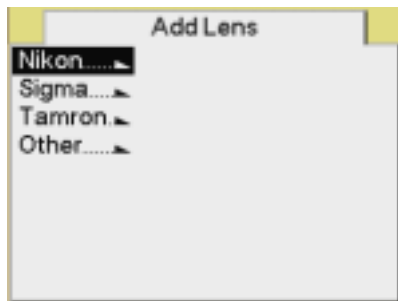 Add Lens
Nikon......
Sigma....
Tamron.
Other......